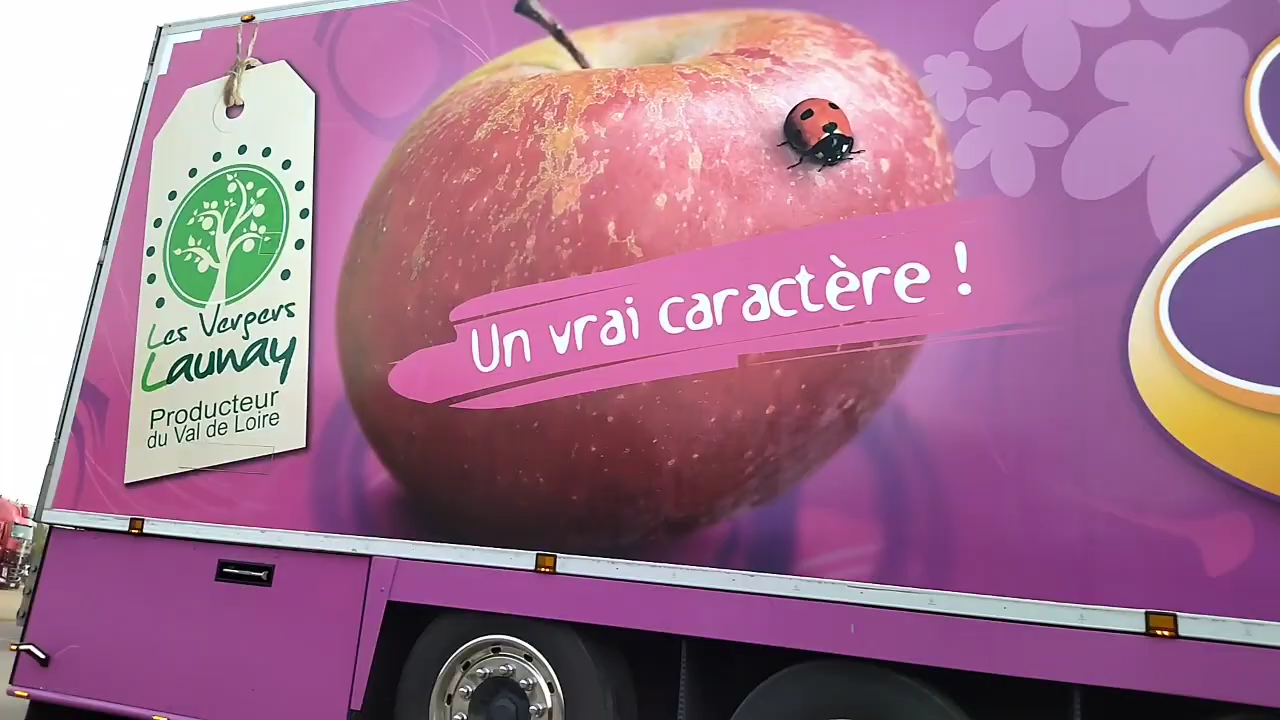 Les Vergers
Launay
Producteur
du Val de Loire
Un vrai caractère !